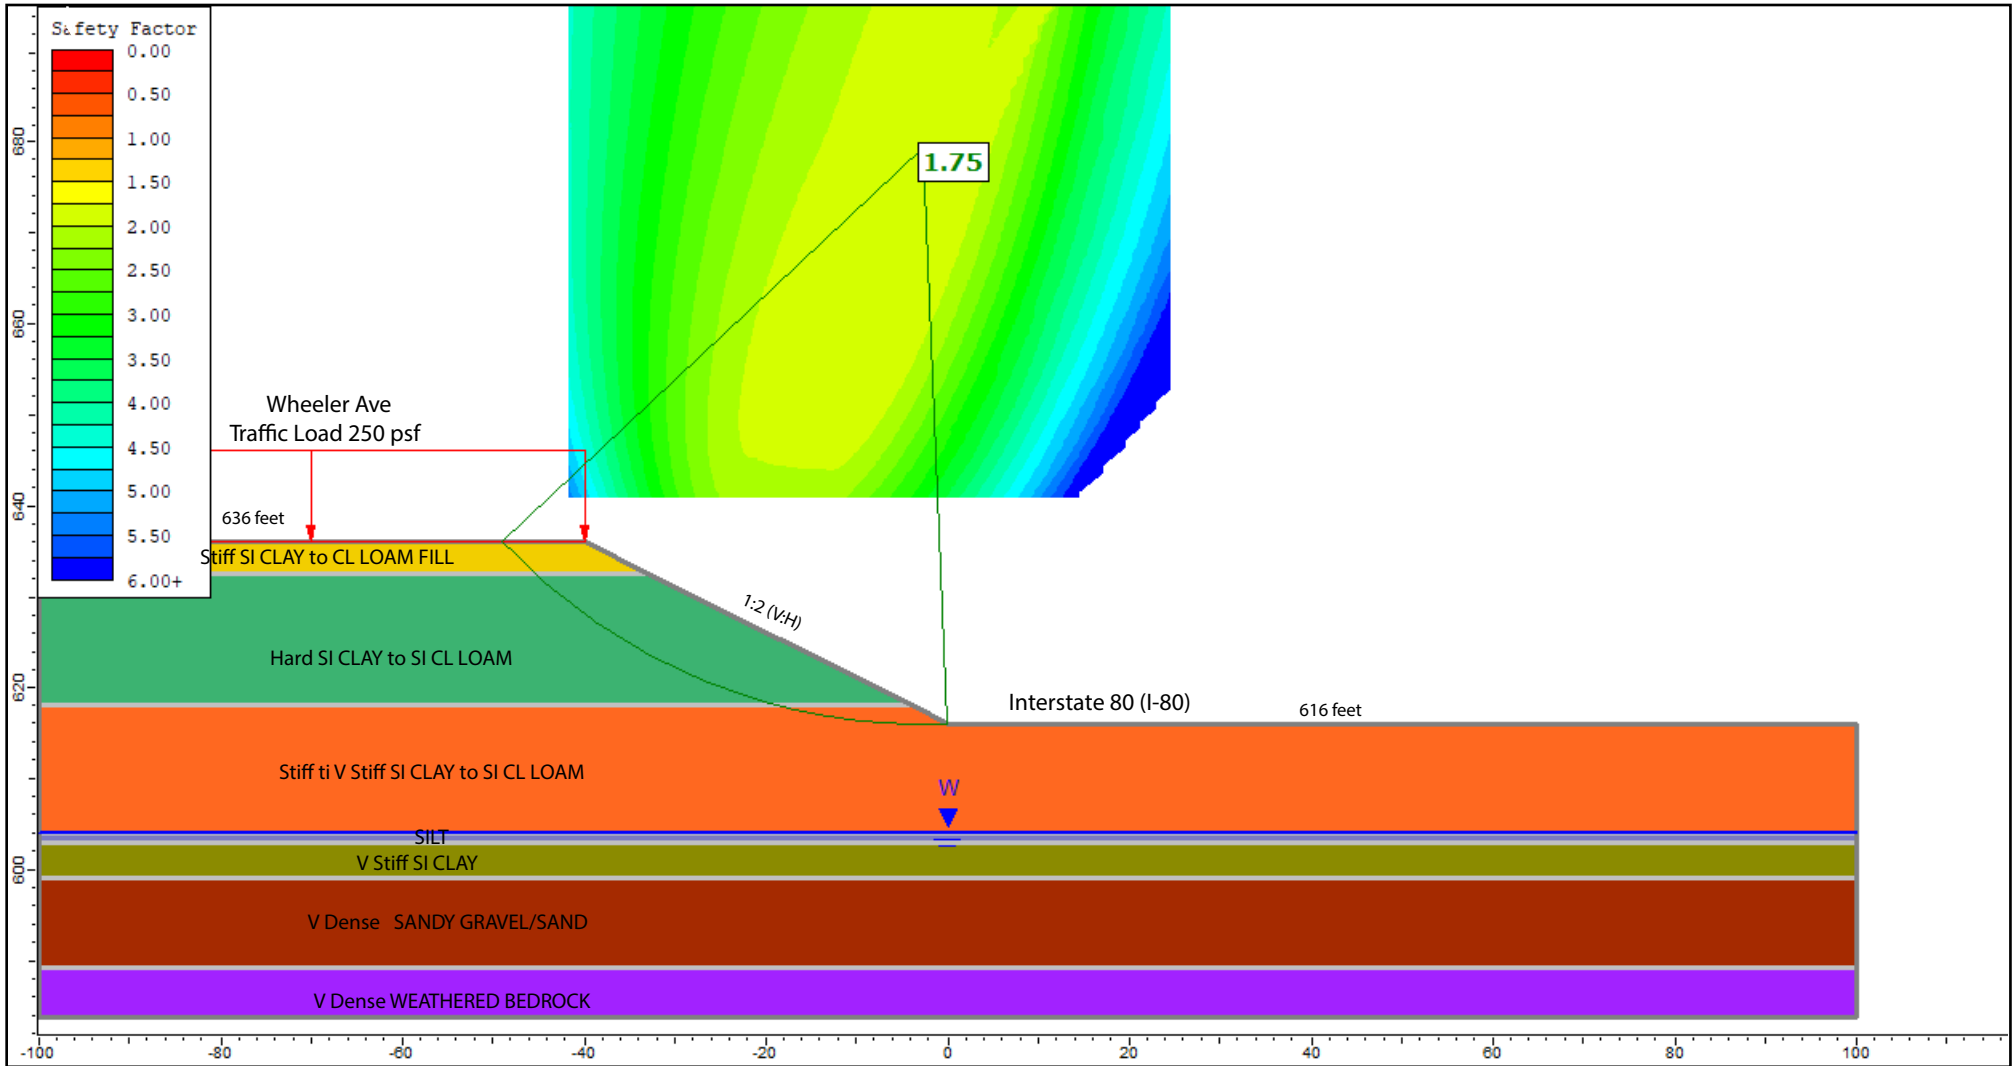 Safety Factor
0.00
0.50
1.00
1.50
2.00
2.50
3.00
3.50
4.00
4.50
5.00
5.50
6.00+
1.75
Wheeler Ave
Traffic Load 250 psf
636 feet
Stiff SI CLAY to CL LOAM FILL
1:2 (V:H)
Hard SI CLAY to SI CL LOAM
Interstate 80 (I-80)
616 feet
Stiff ti V Stiff SI CLAY to SI CL LOAM
W
SILT
V Stiff SI CLAY
V Dense SANDY GRAVEL/SAND
V Dense WEATHERED BEDROCK
680
660
640
620
600
-100 -80 -60 -40 -20 0 20 40 60 80 100